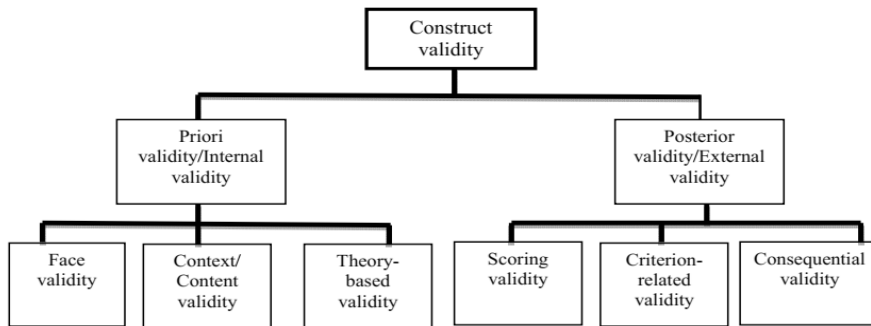 Construct
validity
Priori
validity/Internal
validity
Posterior
validity/External
validity
Face
validity
Context/
Content
validity
Theory-
based
validity
Scoring
validity
Criterion-
related
validity
Consequential
validity